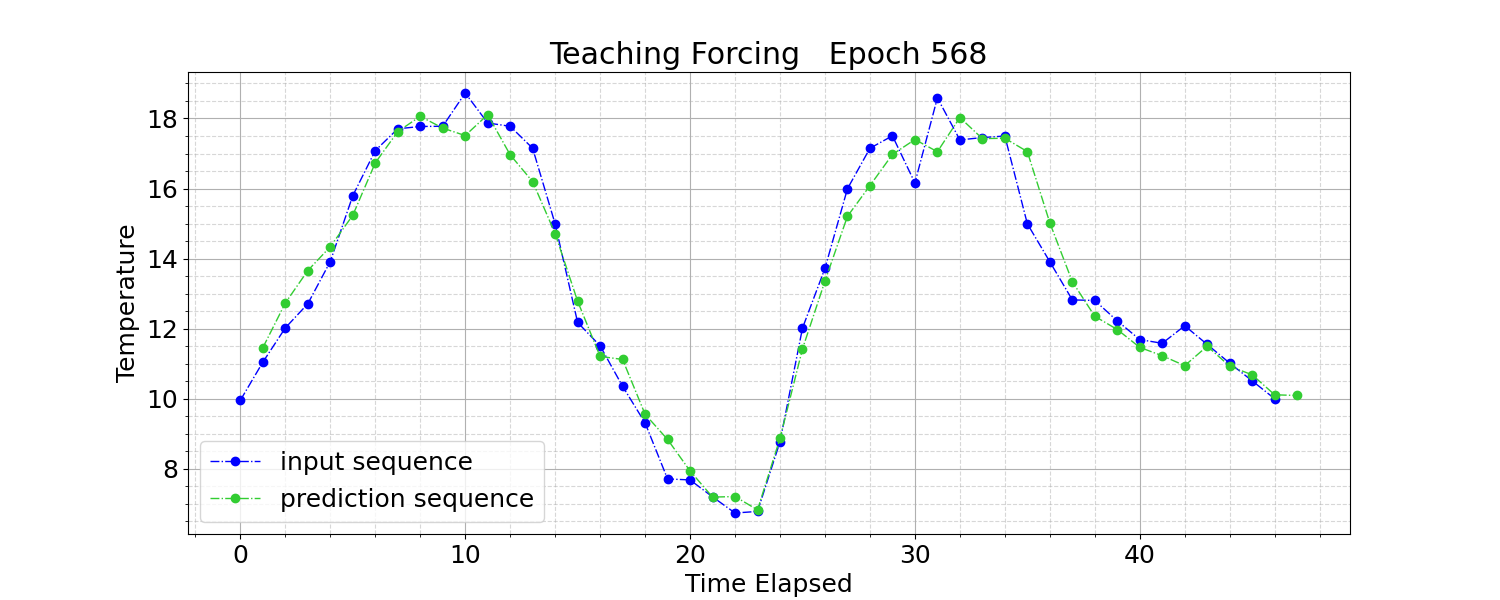 Teaching Forcing   Epoch 568
18
16
14
12
10
8
Temperature
input sequence
prediction sequence
0 10 20 30 40
Time Elapsed